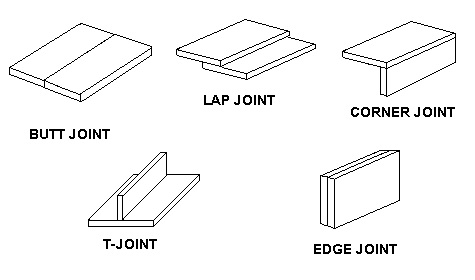 BUTT JOINT
LAP JOINT
CORNER JOINT
T-JOINT
EDGE JOINT